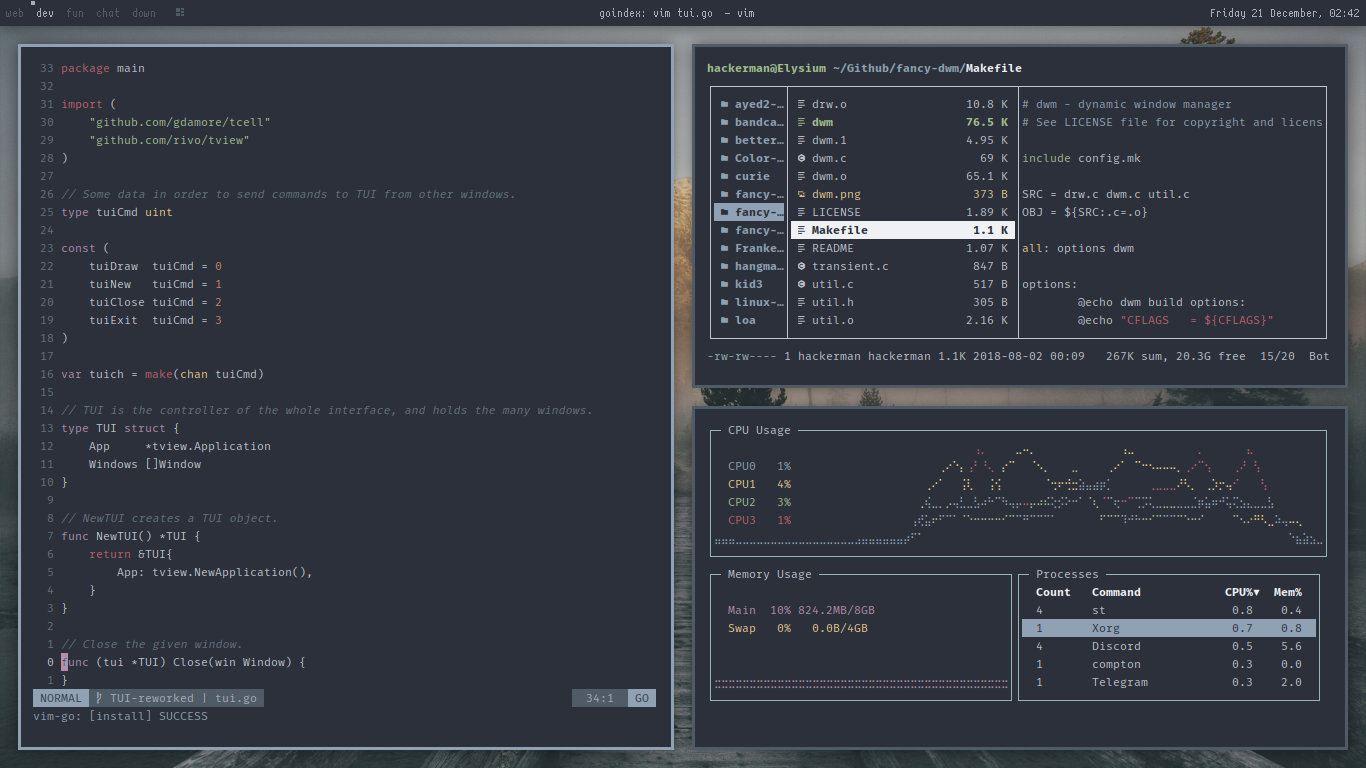 web dev fun chat down
goindex: vim tui.go - vim
Friday 21 December, 02:42
33 package main
32
31 import (
30 "github.com/gdamore/tcell"
29 "github.com/rivo/tview"
28 )
27
26 // Some data in order to send commands to TUI from other windows.
25 type tuiCmd uint
24
23 const (
22 tuiDraw tuiCmd = 0
21 tuiNew tuiCmd = 1
20 tuiClose tuiCmd = 2
19 tuiExit tuiCmd = 3
18 )
17
16 var tuich = make(chan tuiCmd)
15
14 // TUI is the controller of the whole interface, and holds the many windows.
13 type TUI struct {
12 App *tview.Application
11 Windows []Window
10 }
9
8 // NewTUI creates a TUI object.
7 func NewTUI() *TUI {
6 return &TUI{
5 App: tview.NewApplication(),
4 }
3 }
2
1 // Close the given window.
0 func (tui *TUI) Close(win Window) {
1 }
NORMAL TUI-reworked | tui.go 34:1 GO
vim-go: [install] SUCCESS
hackerman@Elysium ~/Github/fancy-dwm/Makefile
ayed2-… drw.o 10.8 K # dwm - dynamic window manager
bandca… dwm 76.5 K # See LICENSE file for copyright and licens
better… dwm.1 4.95 K
Color-… dwm.c 69 K include config.mk
curie dwm.o 65.1 K
fancy-… dwm.png 373 B SRC = drw.c dwm.c util.c
fancy-… LICENSE 1.89 K OBJ = ${SRC:.c=.o}
fancy-… Makefile 1.1 K
Franke… README 1.07 K all: options dwm
hangma… transient.c 847 B
kid3 util.c 517 B options:
linux-… util.h 305 B @echo dwm build options:
loa util.o 2.16 K @echo "CFLAGS = ${CFLAGS}"
-rw-rw---- 1 hackerman hackerman 1.1K 2018-08-02 00:09 267K sum, 20.3G free 15/20 Bot
CPU Usage
CPU0 1%
CPU1 4%
CPU2 3%
CPU3 1%
Memory Usage
Main 10% 824.2MB/8GB
Swap 0% 0.0B/4GB
Processes
Count Command CPU%▼ Mem%
4 st 0.8 0.4
1 Xorg 0.7 0.8
4 Discord 0.5 5.6
1 compton 0.3 0.0
1 Telegram 0.3 2.0